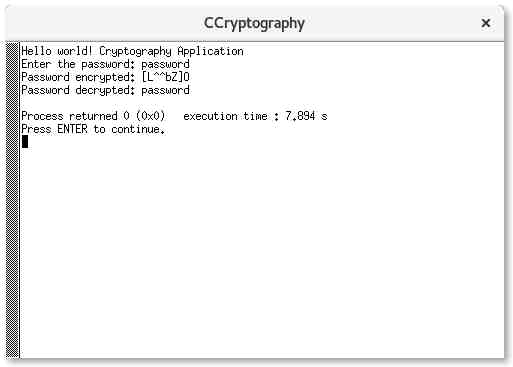 CCryptography
Hello world! Cryptography Application
Enter the password: password
Password encrypted: [L^^bZ]O
Password decrypted: password
Process returned 0 (0x0)   execution time : 7.894 s
Press ENTER to continue.